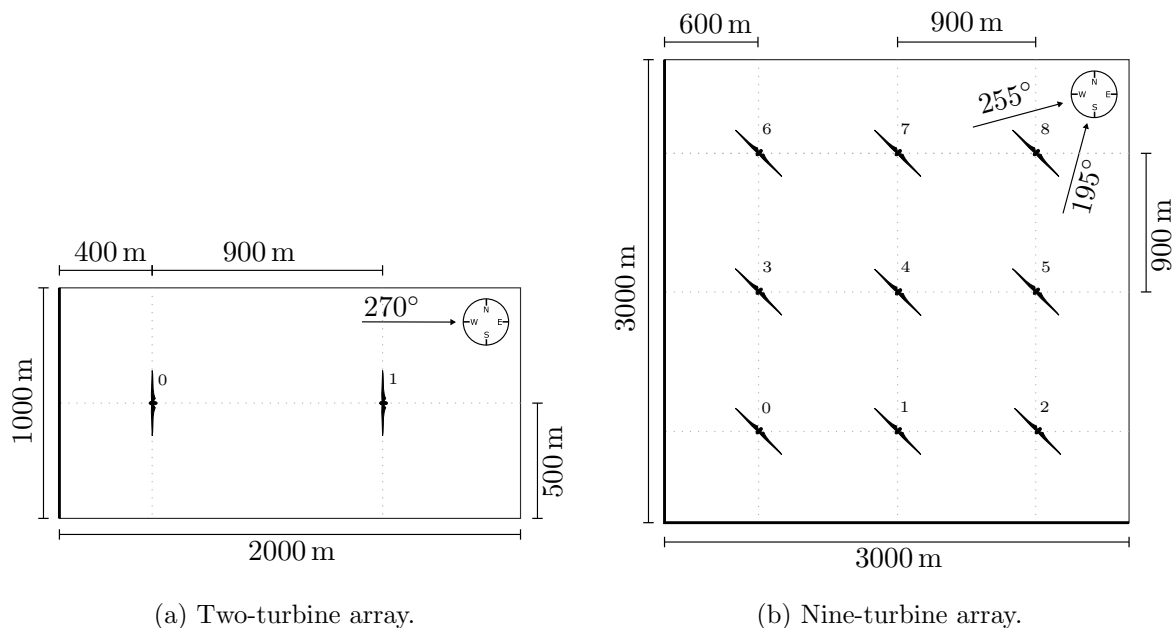 400 m
900 m
1000 m
500 m
2000 m
0
1
270°
N
W
E
S
(a) Two-turbine array.
600 m
900 m
3000 m
900 m
3000 m
255°
195°
N
W
E
S
6
7
8
3
4
5
0
1
2
(b) Nine-turbine array.